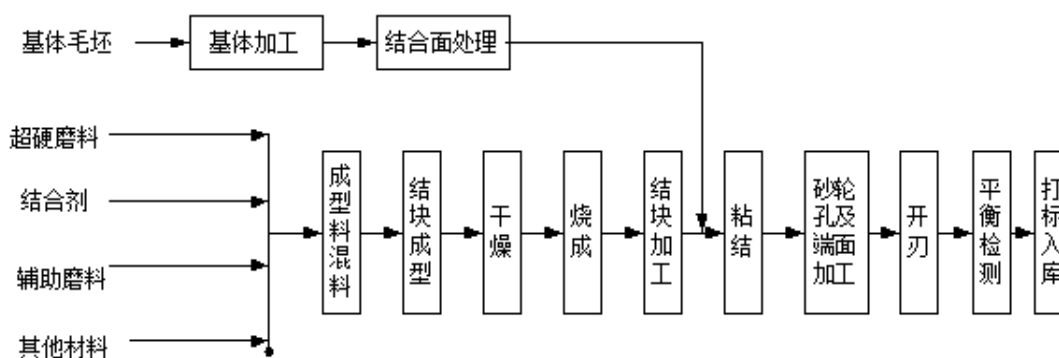 基体毛坯
基体加工
结合面处理
超硬磨料
结合剂
辅助磨料
其他材料
成型料混料
结块成型
干燥
烧成
结块加工
粘结
砂轮
孔及
端面
加工
开刃
平衡检测
打标入库